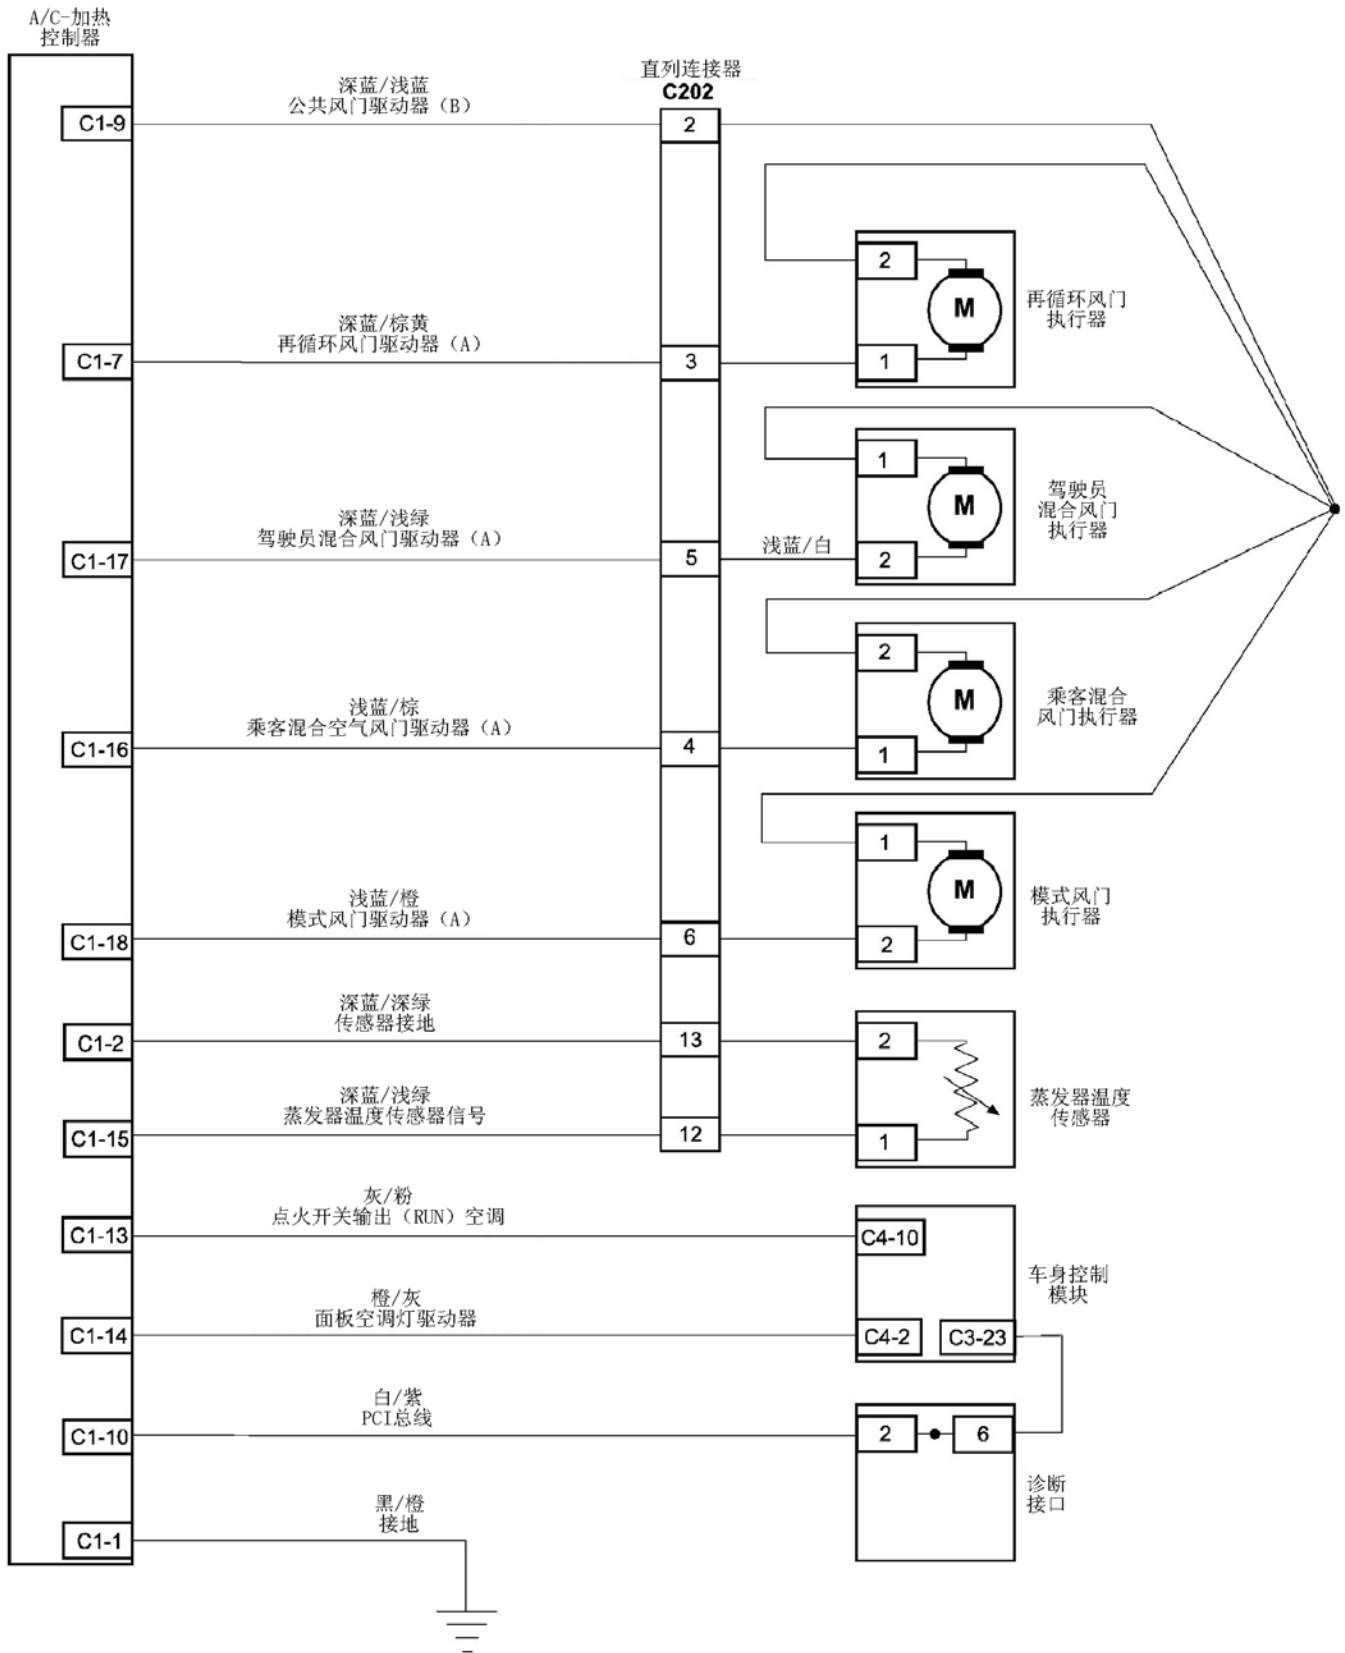 A/C-加热
控制器
直列连接器
C202
深蓝/浅蓝
公共风门驱动器（B）
C1-9
2
2
M
再循环风门
执行器
深蓝/棕黄
再循环风门驱动器（A）
C1-7
3
1
1
M
驾驶员
混合风门
执行器
深蓝/浅绿
驾驶员混合风门驱动器（A）
C1-17
5
浅蓝/白
2
2
M
乘客混合
风门执行器
浅蓝/棕
乘客混合空气风门驱动器（A）
C1-16
4
1
1
M
模式风门
执行器
浅蓝/橙
模式风门驱动器（A）
C1-18
6
2
深蓝/深绿
传感器接地
C1-2
13
2
蒸发器温度
传感器
深蓝/浅绿
蒸发器温度传感器信号
C1-15
12
1
灰/粉
点火开关输出（RUN）空调
C1-13
C4-10
车身控制
模块
橙/灰
面板空调灯驱动器
C1-14
C4-2
C3-23
白/紫
PCI总线
C1-10
2
6
诊断
接口
黑/橙
接地
C1-1